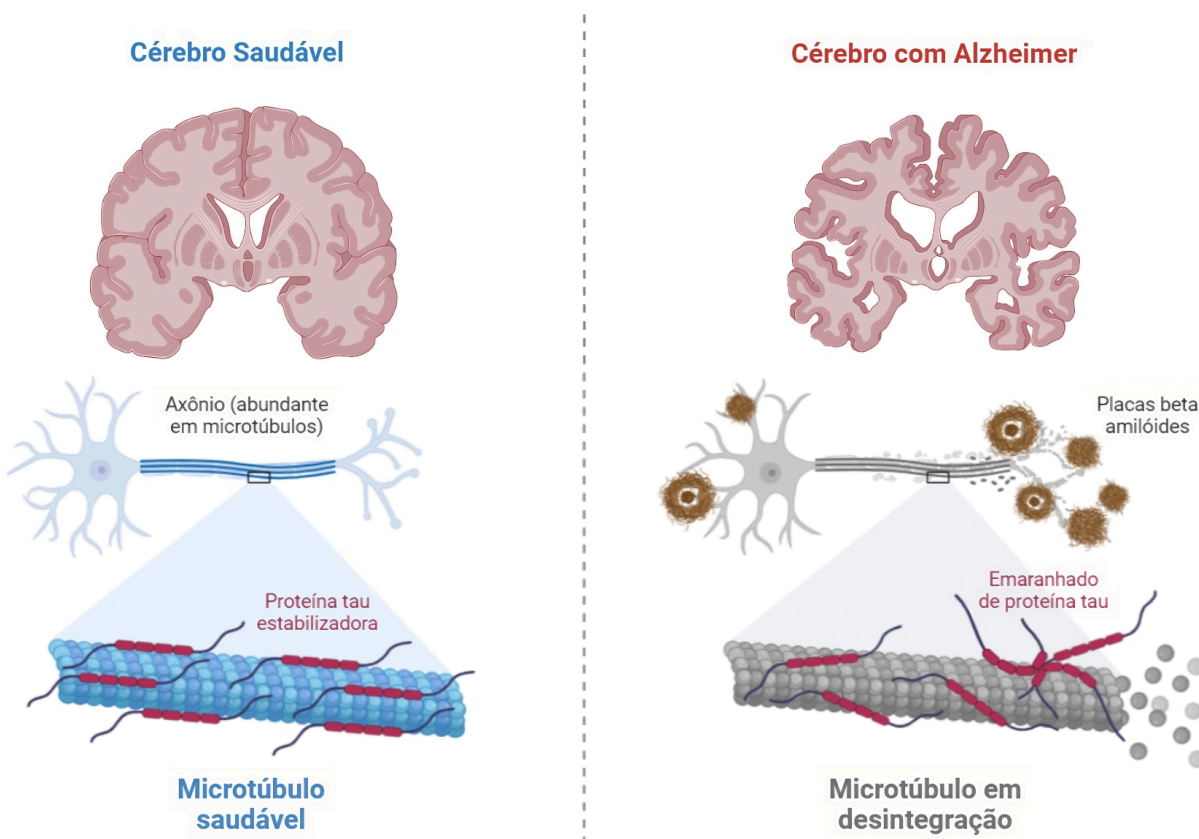 Cérebro Saudável
Cérebro com Alzheimer
Axônio (abundante
em microtúbulos)
Placas beta
amilóides
Proteína tau
estabilizadora
Emaranhado
de proteína tau
Microtúbulo
saudável
Microtúbulo em
desintegração